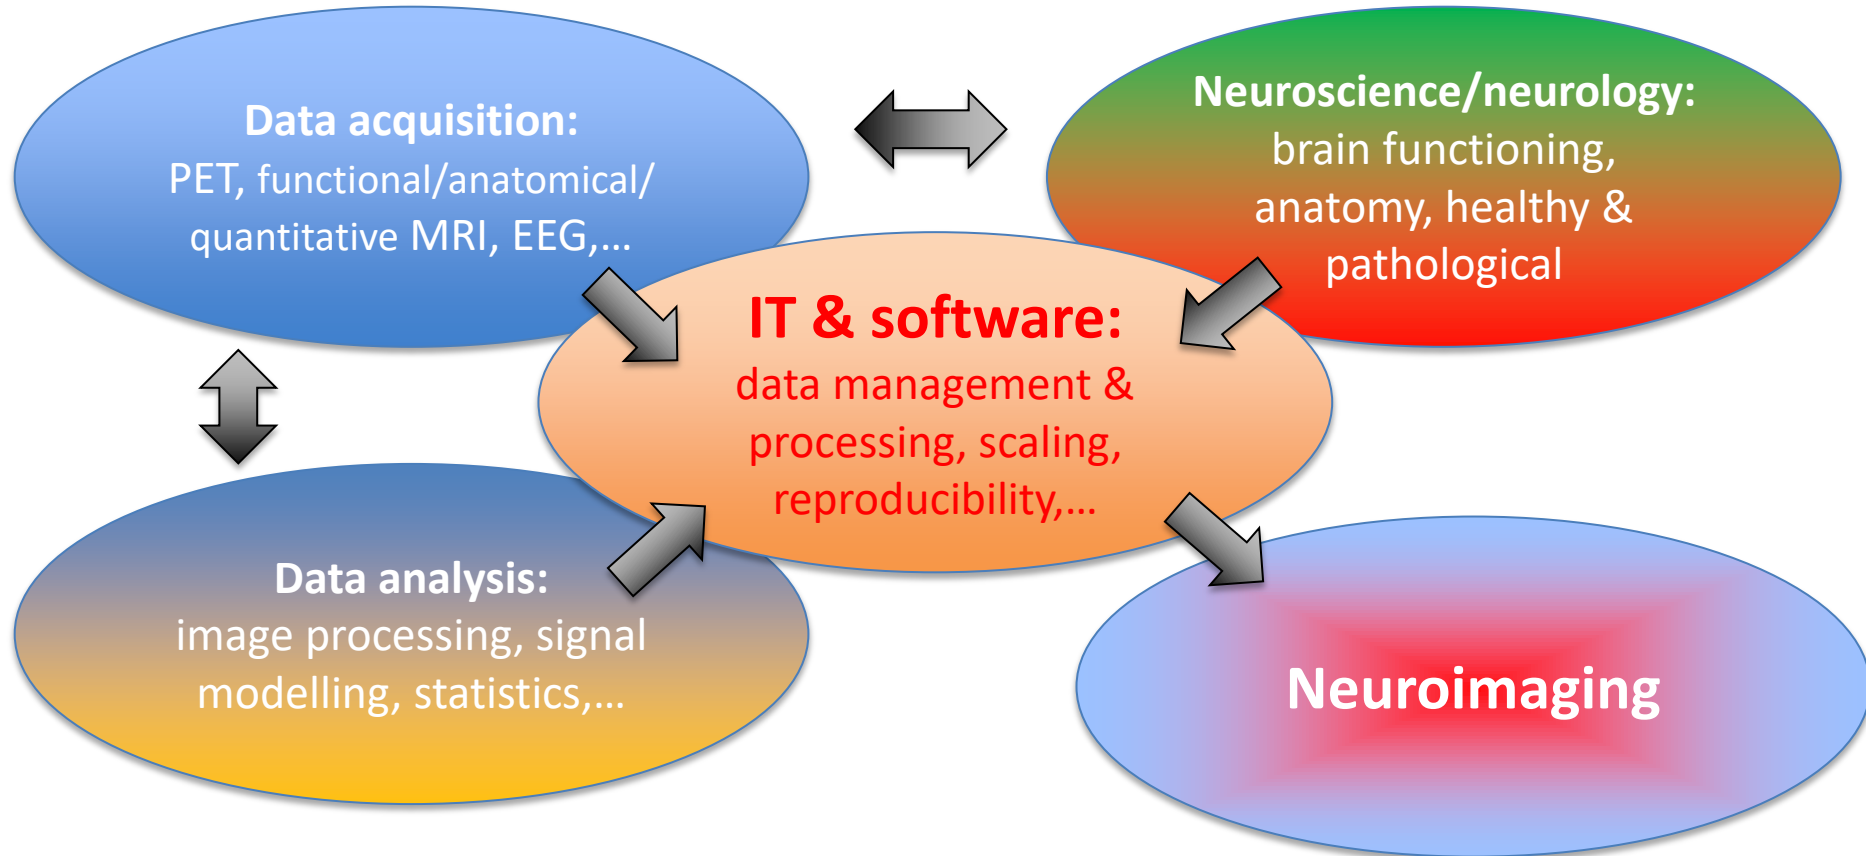 Data acquisition:
PET, functional/anatomical/
quantitative MRI, EEG,...
Neuroscience/neurology:
brain functioning,
anatomy, healthy &
pathological
IT & software:
data management &
processing, scaling,
reproducibility,...
Data analysis:
image processing, signal
modelling, statistics,...
Neuroimaging